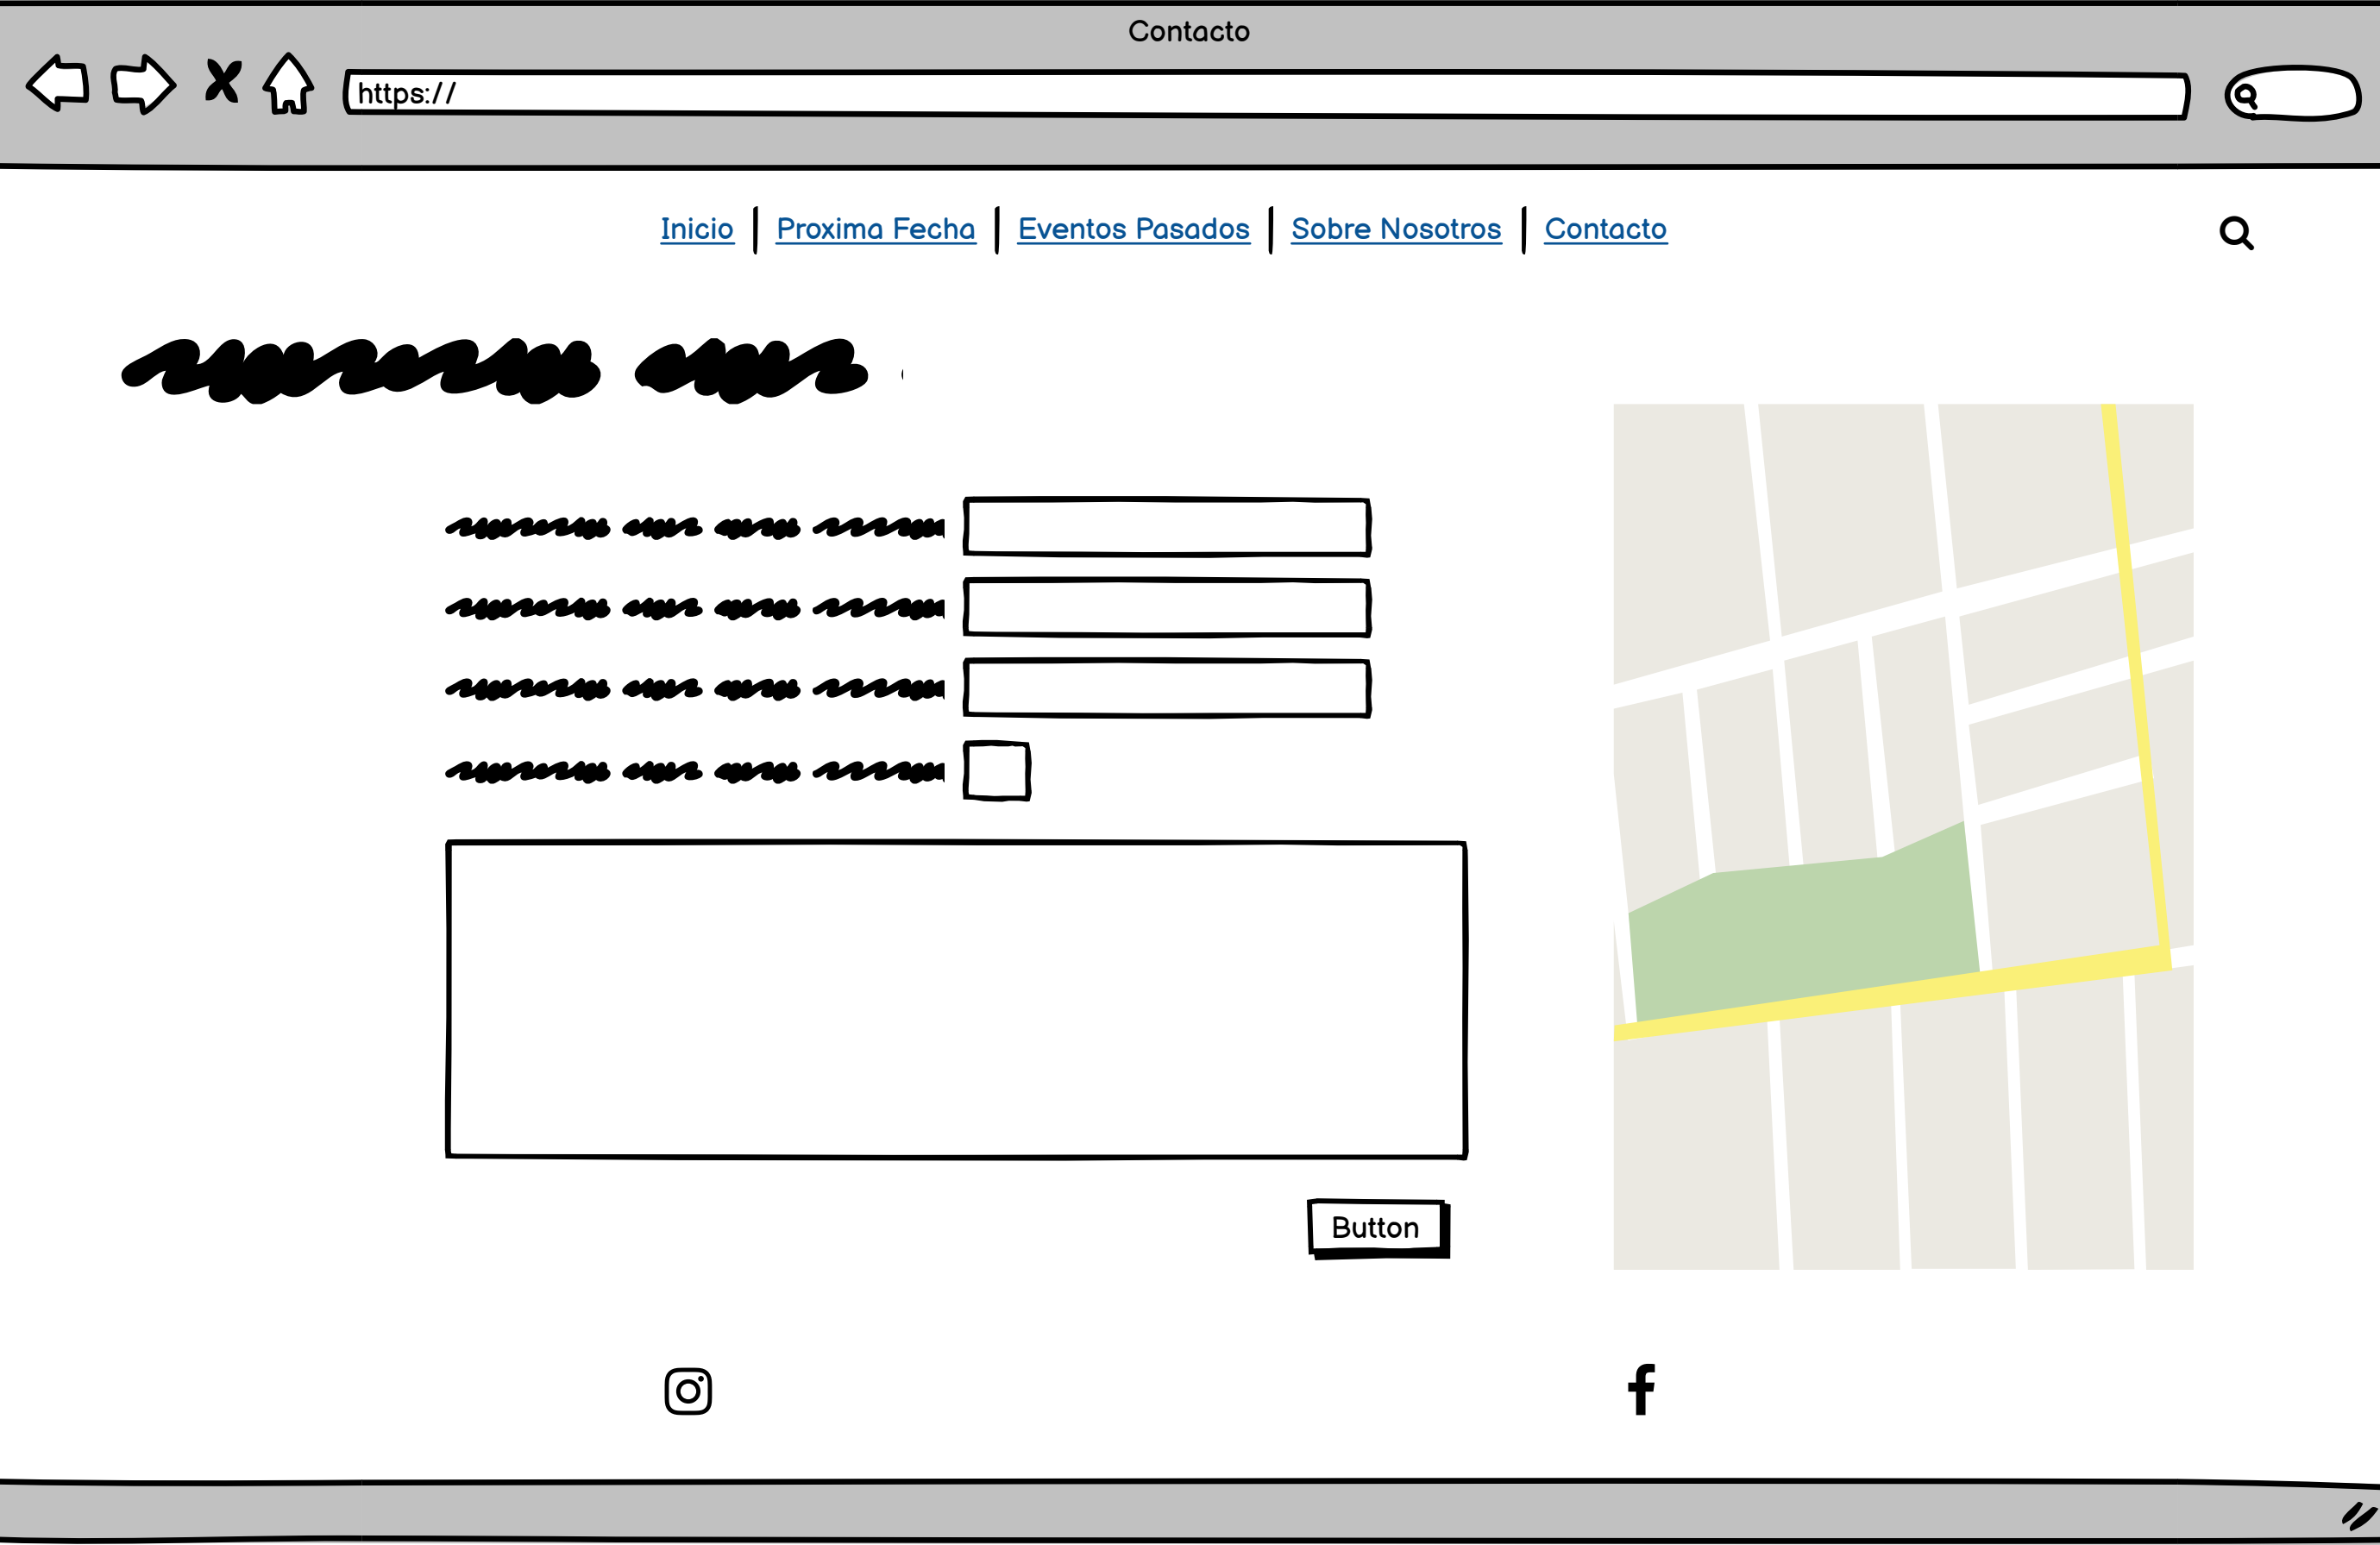 Contacto
https://
Inicio | Proxima Fecha | Eventos Pasados | Sobre Nosotros | Contacto
Button